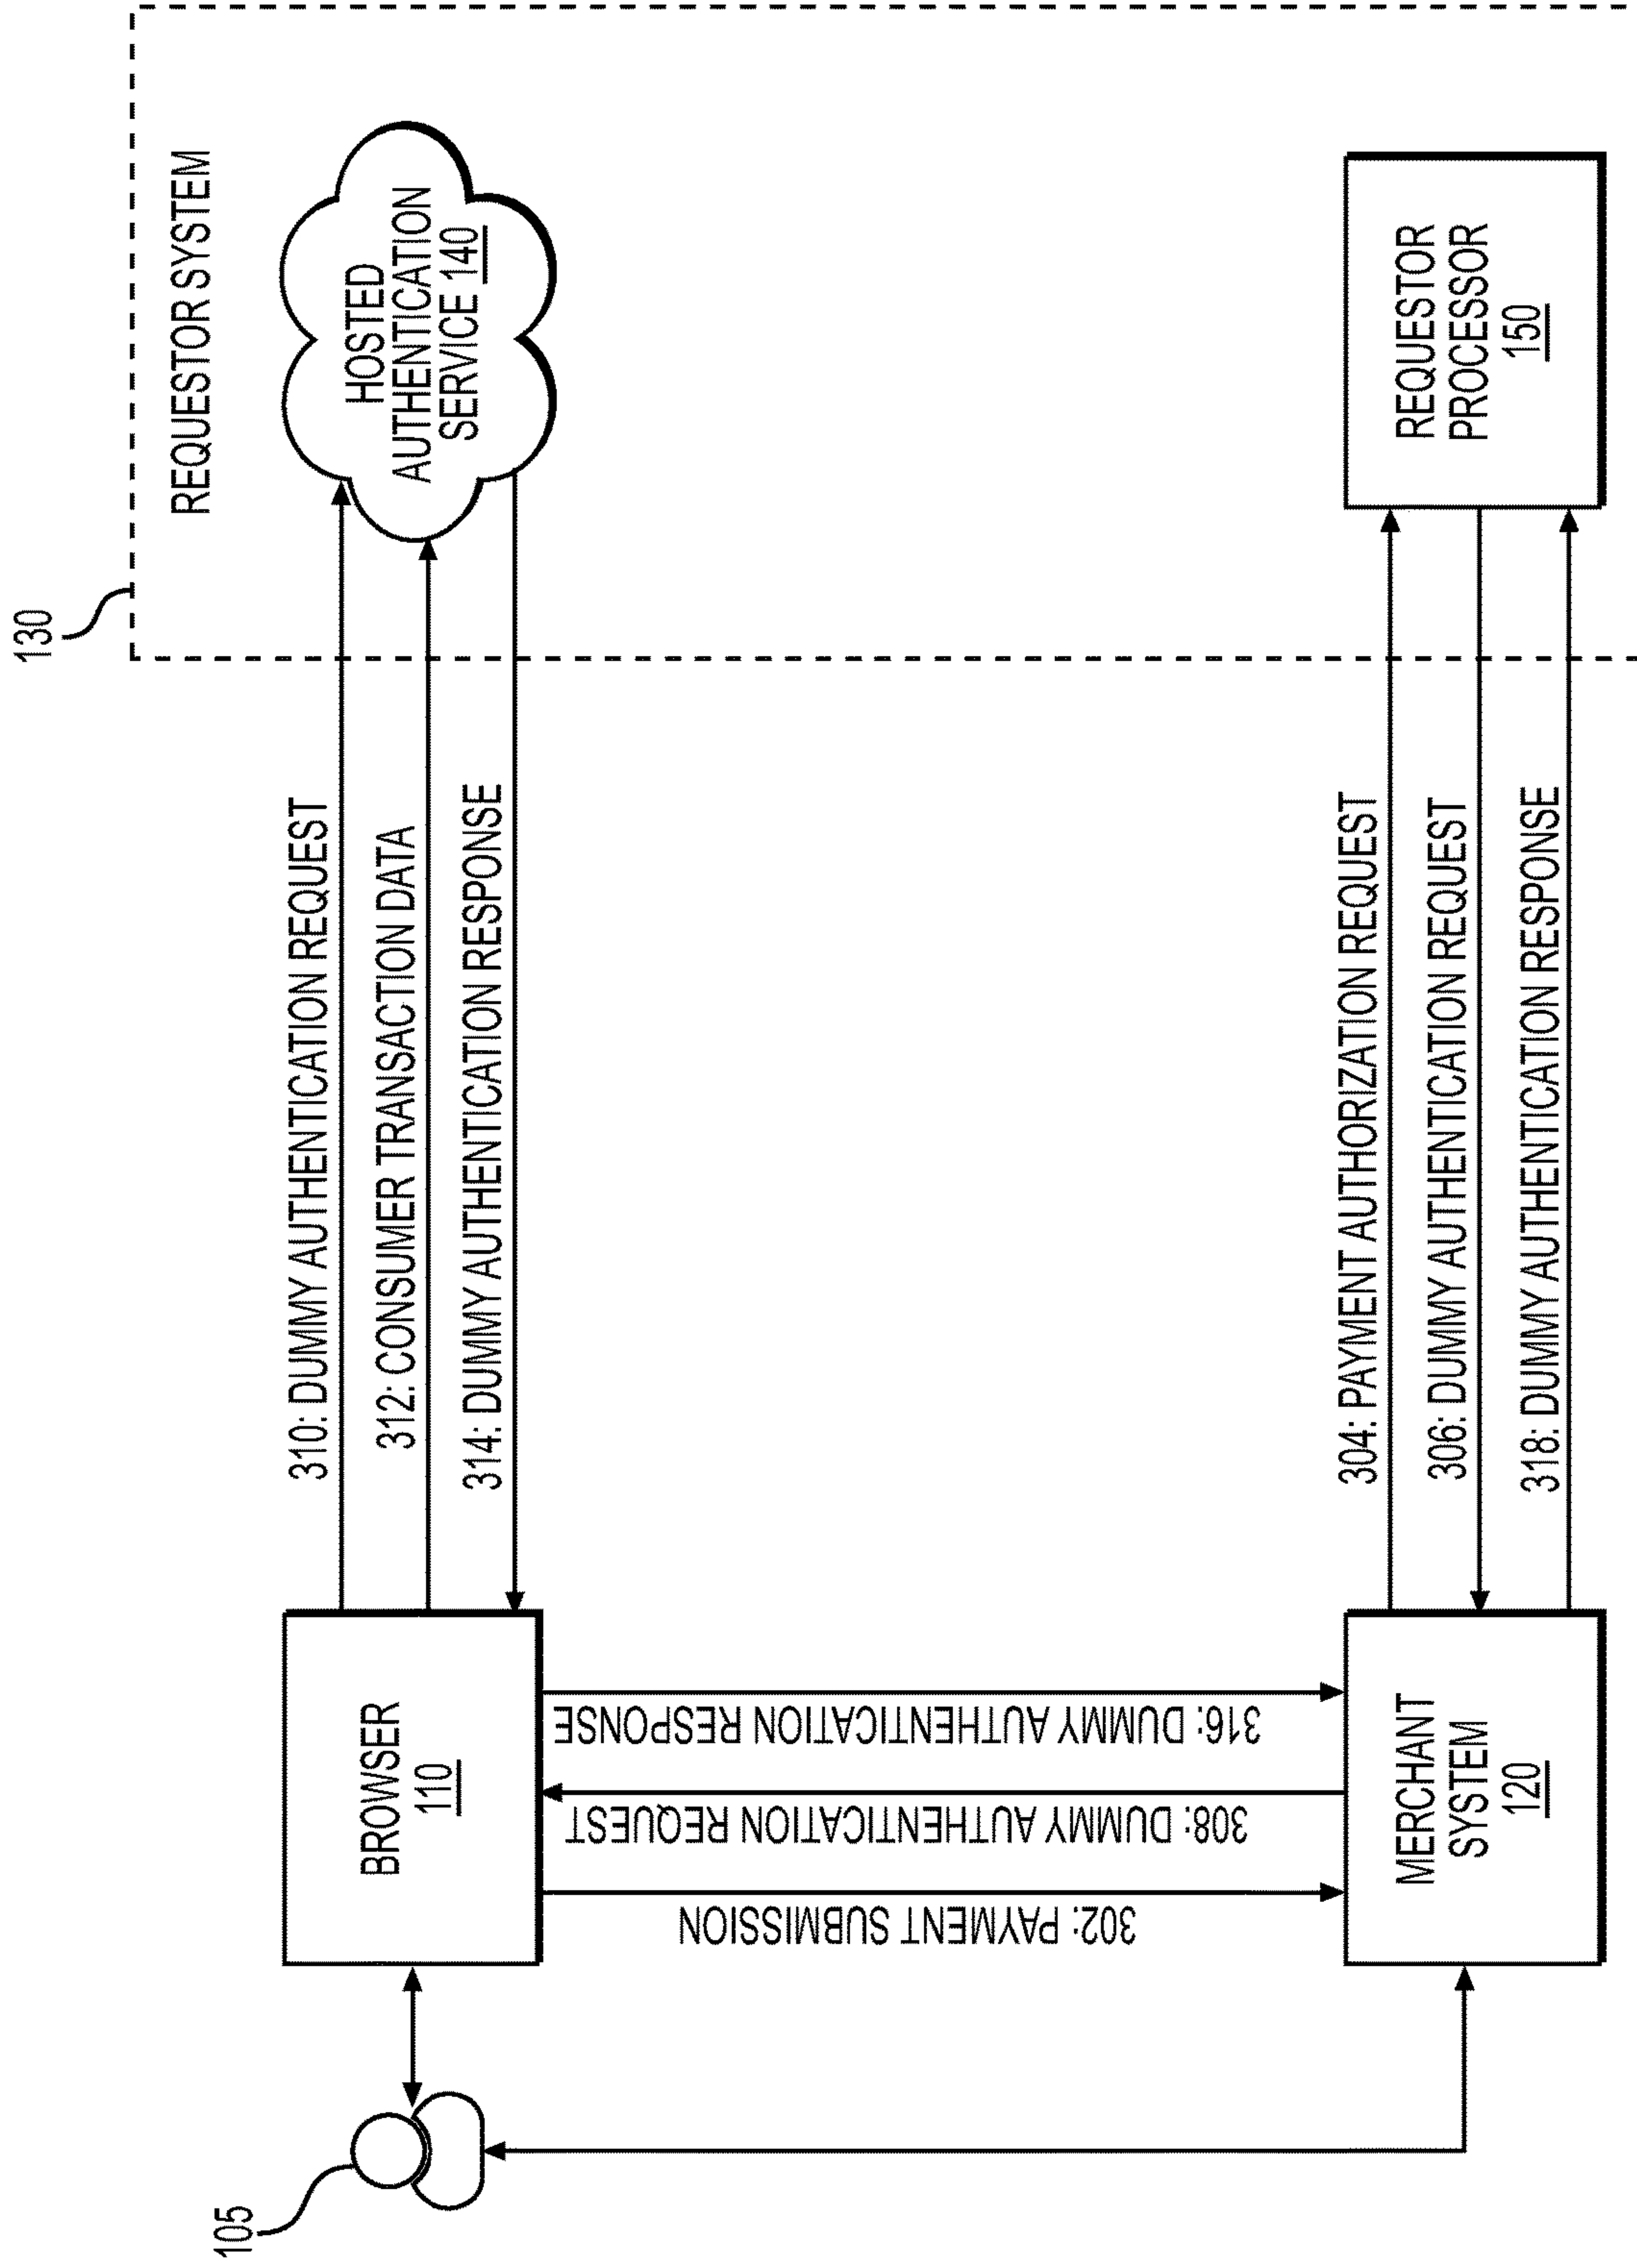 130
REQUESTOR SYSTEM
105
BROWSER
110
310: DUMMY AUTHENTICATION REQUEST
312: CONSUMER TRANSACTION DATA
314: DUMMY AUTHENTICATION RESPONSE
HOSTED
AUTHENTICATION
SERVICE 140
302: PAYMENT SUBMISSION
308: DUMMY AUTHENTICATION REQUEST
316: DUMMY AUTHENTICATION RESPONSE
MERCHANT
SYSTEM
120
304: PAYMENT AUTHORIZATION REQUEST
306: DUMMY AUTHENTICATION REQUEST
318: DUMMY AUTHENTICATION RESPONSE
REQUESTOR
PROCESSOR
150